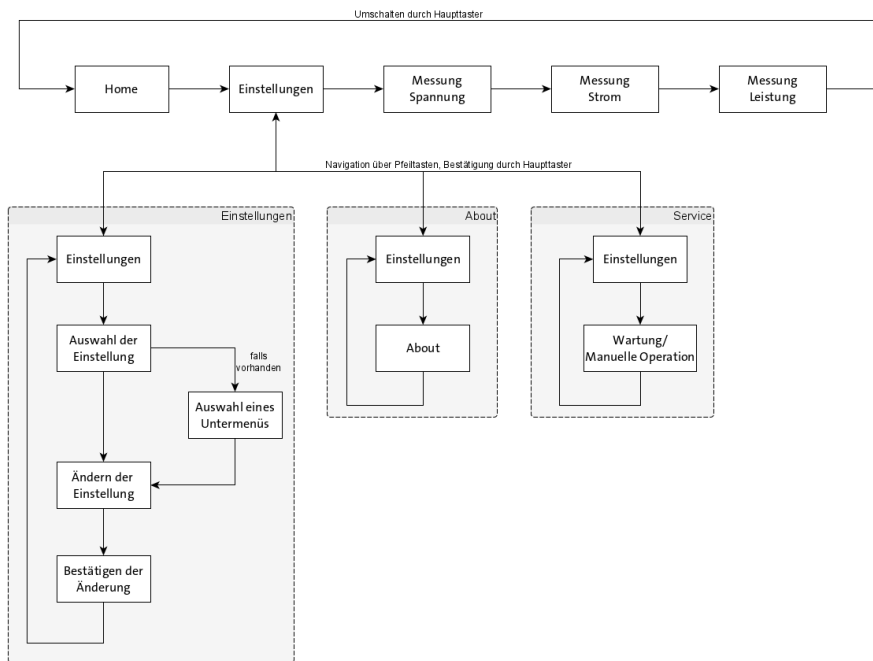 Umschalten durch Haupttaster
Home
Einstellungen
Messung
Spannung
Messung
Strom
Messung
Leistung
Navigation über Pfeiltasten, Bestätigung durch Haupttaster
Einstellungen
Einstellungen
Auswahl der
Einstellung
falls
vorhanden
Auswahl eines
Untermenüs
Ändern der
Einstellung
Bestätigen der
Änderung
About
Einstellungen
About
Service
Einstellungen
Wartung/
Manuelle Operation